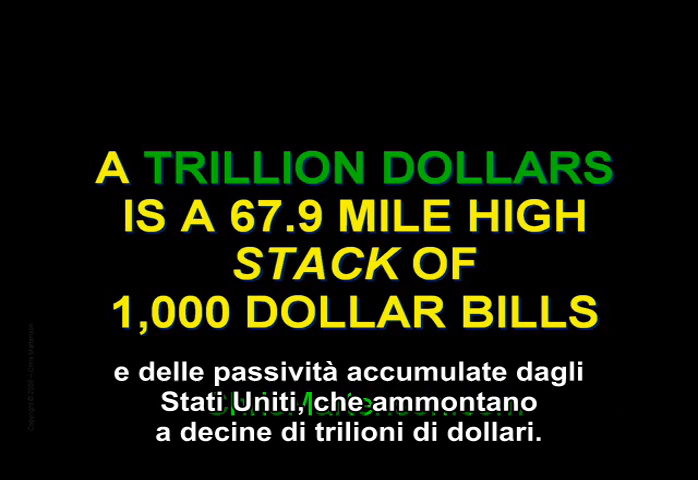 A TRILLION DOLLARS
IS A 67.9 MILE HIGH
STACK OF
1,000 DOLLAR BILLS
e delle passività accumulate dagli
Stati Uniti, che ammontano
a decine di trilioni di dollari.